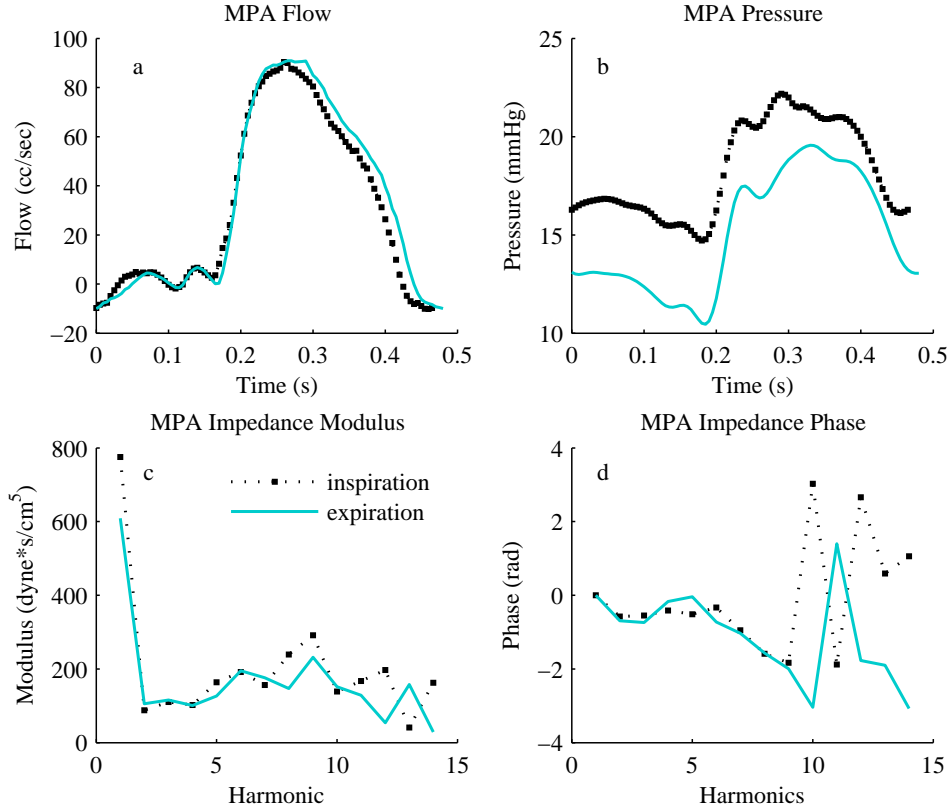 MPA Flow
a
100
80
60
40
20
0
−20
0
0.1
0.2
0.3
0.4
0.5
Flow (cc/sec)
Time (s)
MPA Pressure
b
25
20
15
10
0
0.1
0.2
0.3
0.4
0.5
Pressure (mmHg)
Time (s)
MPA Impedance Modulus
c
inspiration
expiration
800
600
400
200
0
0
5
10
15
Modulus (dyne*s/cm^5)
Harmonic
MPA Impedance Phase
d
4
2
0
−2
−4
0
5
10
15
Phase (rad)
Harmonics